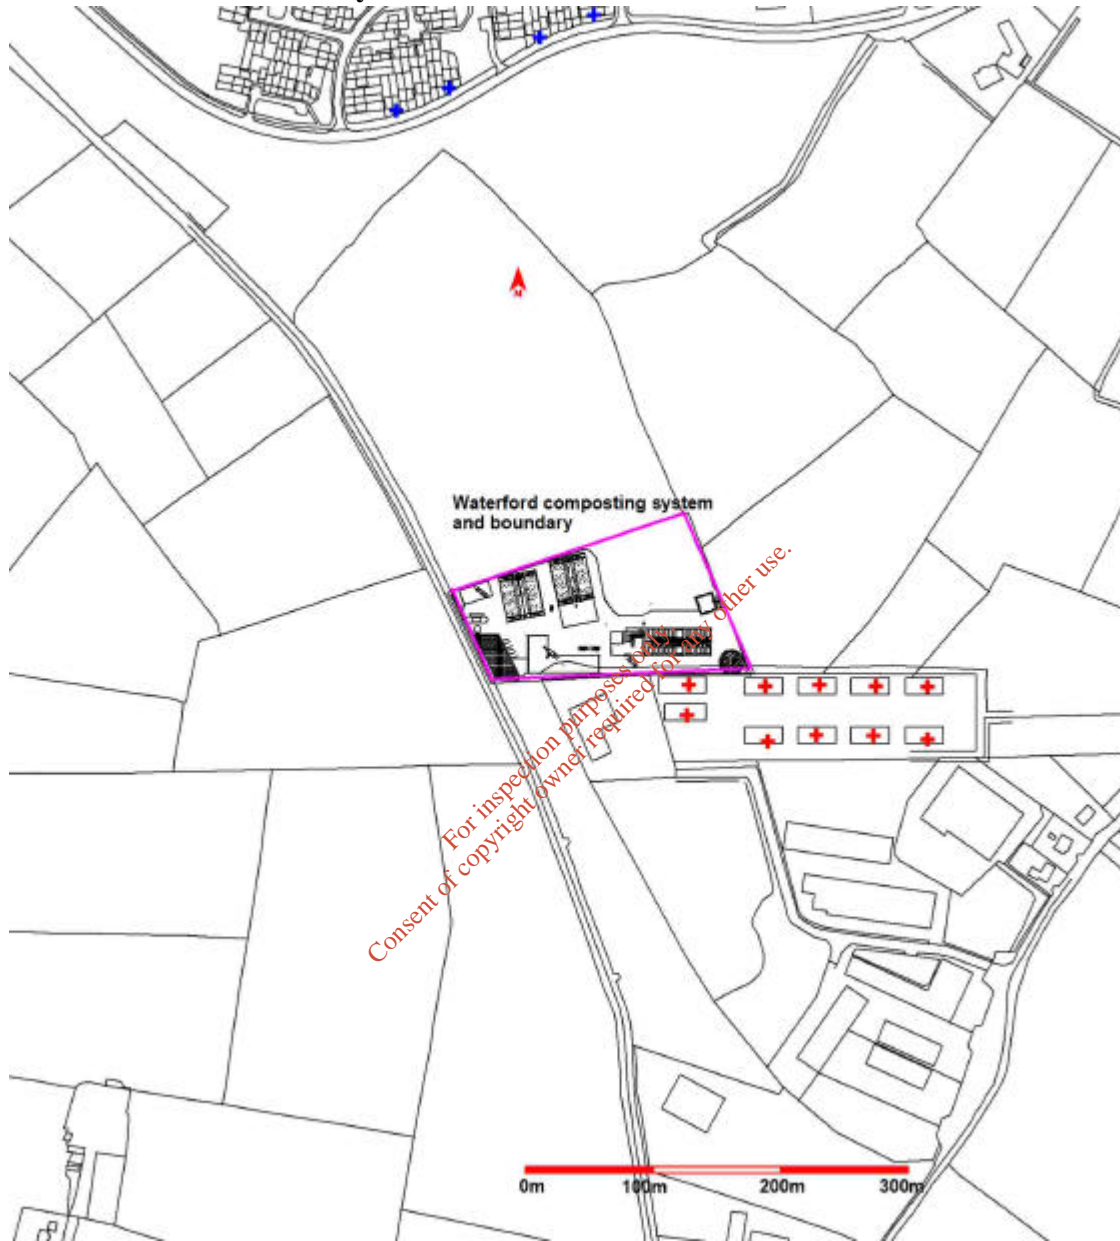 N
Waterford composting system
and boundary
For inspection purposes only.
Consent of copyright owner required for any other use.
0m 100m 200m 300m